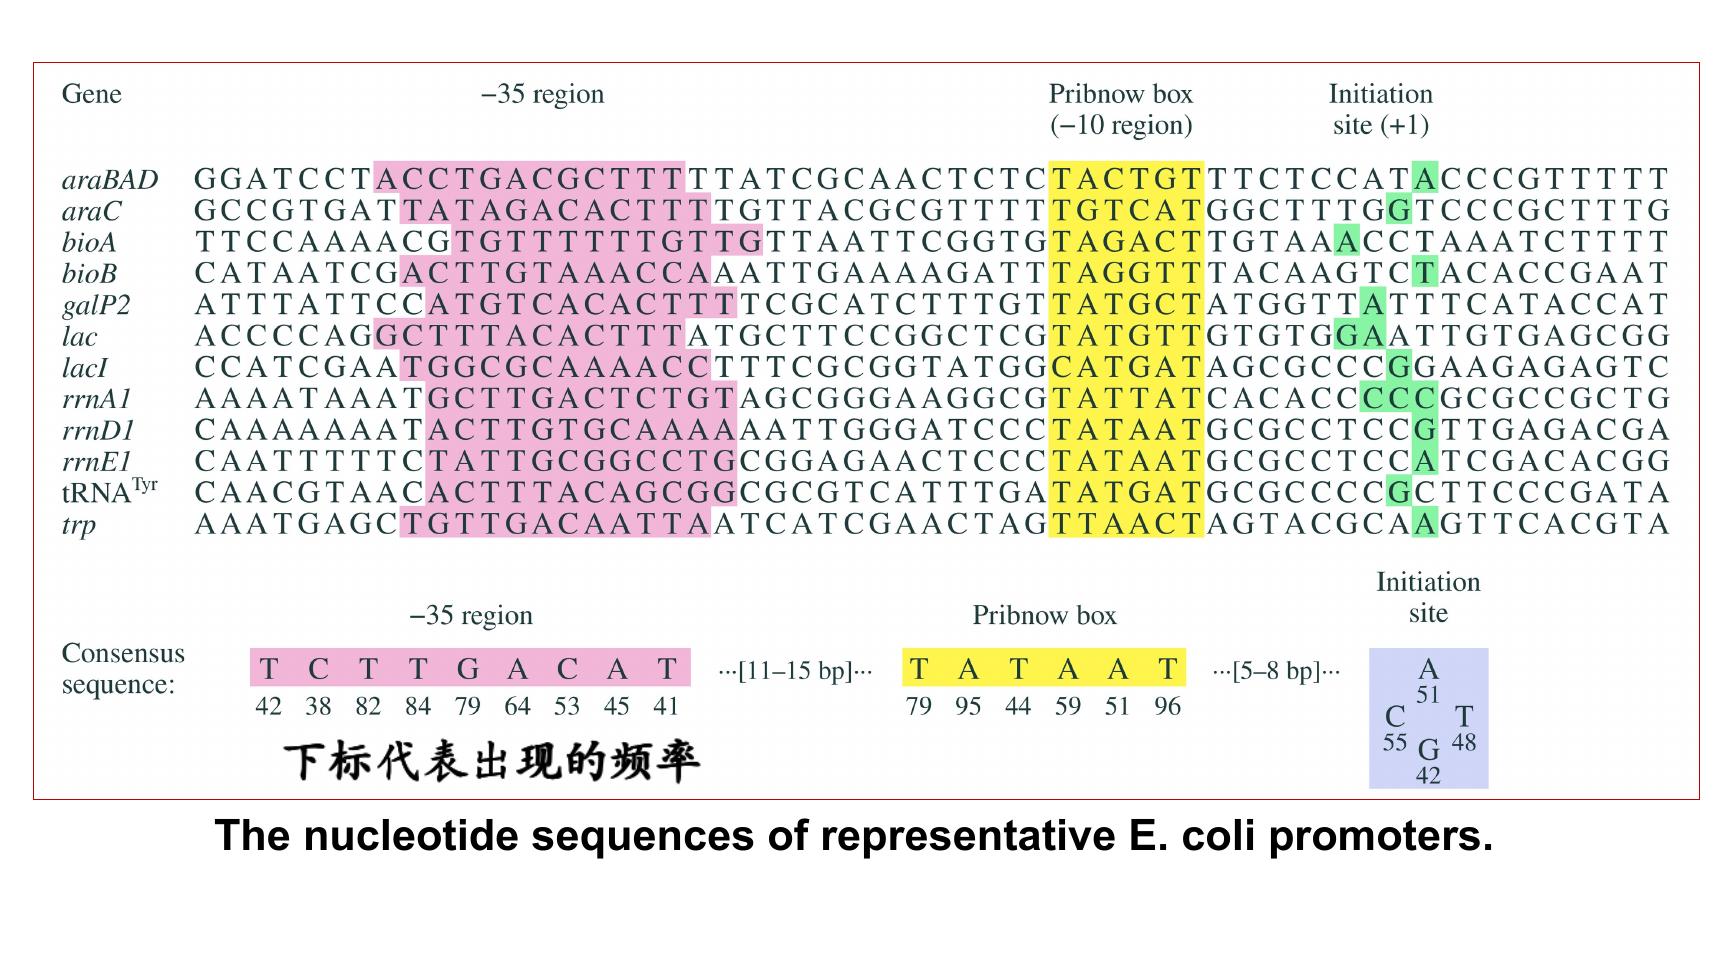 Gene −35 region Pribnow box Initiation
(−10 region) site (+1)
araBAD GGATCCTACCTGACGCTTTTTATCGCAACTCTCTACTGTTTCTCCATACCCGTTTTT
araC GCCGTGATTATAGACACTTTTGTTACGCGTTTTTGTCATGGCTTTGGTCCCGCTTTG
bioA TTCCAAAACGTGTTTTTTGTTGTTAATTCGGTGTAGACTTGTAAACCTAAATCTTTT
bioB CATAATCGACTTGTAAACCAAATTGAAAAGATTTAGGTTTACAAGTCTACACCGAAT
galP2 ATTTATTCCATGTCACACTTTTCGCATCTTTGTTATGCTATGGTTATTTCATACCAT
lac ACCCCAGGCTTTACACTTTATGCTTCCGGCTCGTATGTTGTGTGGAATTGTGAGCGG
lacI CCATCGAATGGCGCAAAACCTTTCGCGGTATGGCATGATAGCGCCCGGAAGAGAGTC
rrnA1 AAAATAAATGCTTGACTCTGTAGCGGGAAGGCGTATTATCACACCCCCGCGCCGCTG
rrnD1 CAAAAAAATACTTGTGCAAAAAATTGGGATCCCTATAATGCGCCTCCGTTGAGACGA
rrnE1 CAATTTTTCTATTGCGGCCTGCGGAGAACTCCCTATAATGCGCCTCCATCGACACGG
tRNATyr CAACGTAACACTTTACAGCGGCGCGTCATTTGATATGATGCGCCCCGCTTCCCGATA
trp AAATGAGCTGTTGACAATTAATCATCGAACTAGTTAACTAGTACGCAAGTTCACGTA
Initiation
−35 region Pribnow box site
Consensus
sequence:
T C T T G A C A T ···[11–15 bp]··· T A T A A T ···[5–8 bp]··· A
42 38 82 84 79 64 53 45 41 79 95 44 59 51 96 51
C T
55 G 48
42
下标代表出现的频率
The nucleotide sequences of representative E. coli promoters.